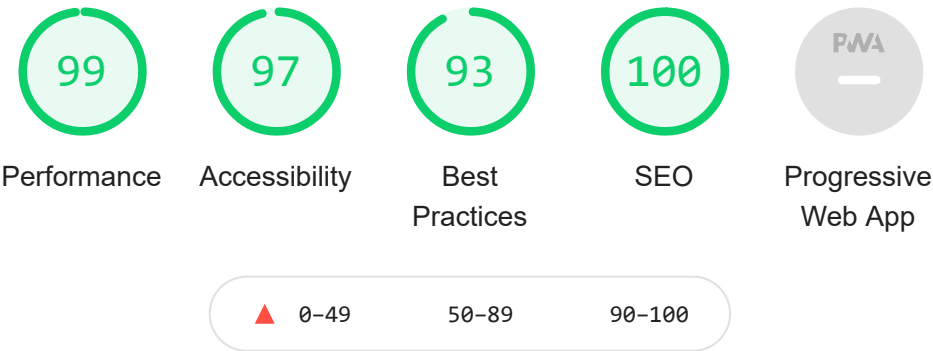 99 97 93 100 PWA
Performance Accessibility Best SEO Progressive
Practices Web App
0–49 50–89 90–100